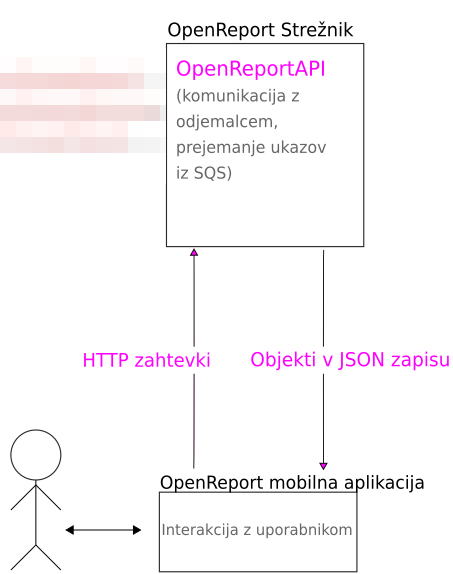 OpenReport Strežnik
OpenReportAPI
(komunikacija z
odjemalcem,
prejemanje ukazov
iz SQS)
HTTP zahtevki
Objekti v JSON zapisu
OpenReport mobilna aplikacija
Interakcija z uporabnikom